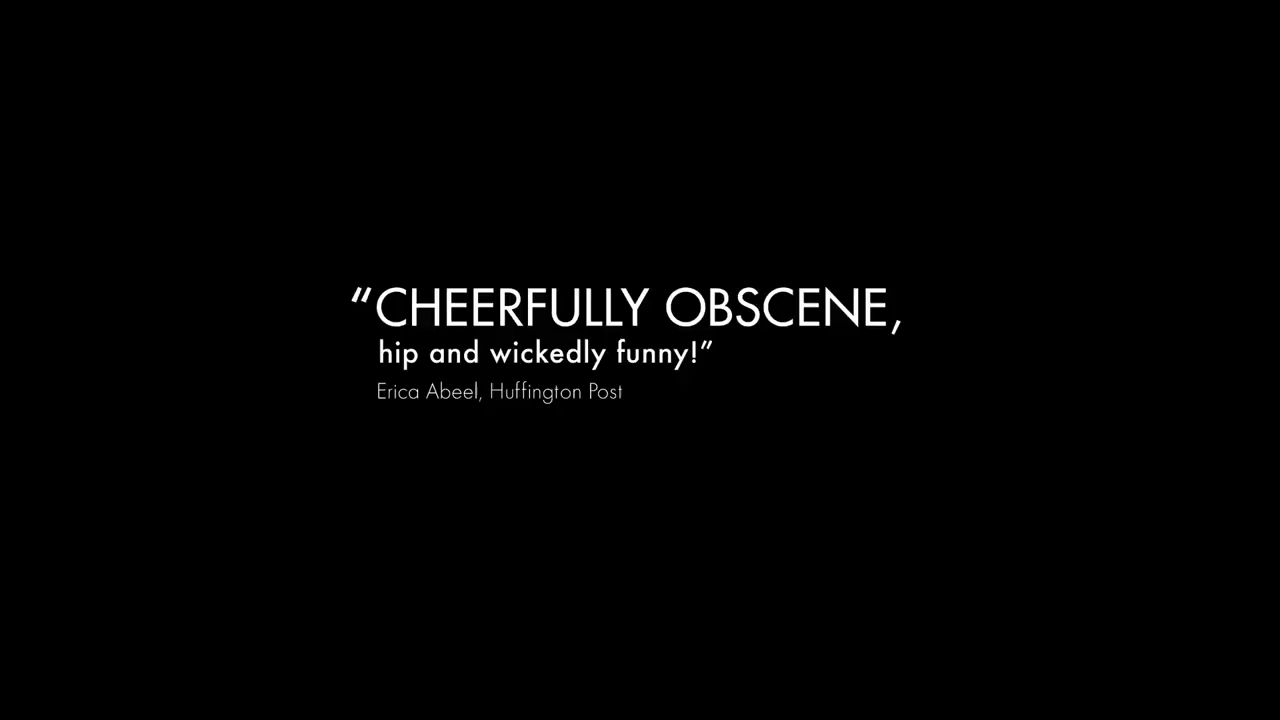 “CHEERFULLY OBSCENE,
hip and wickedly funny!”
Erica Abeel, Huffington Post